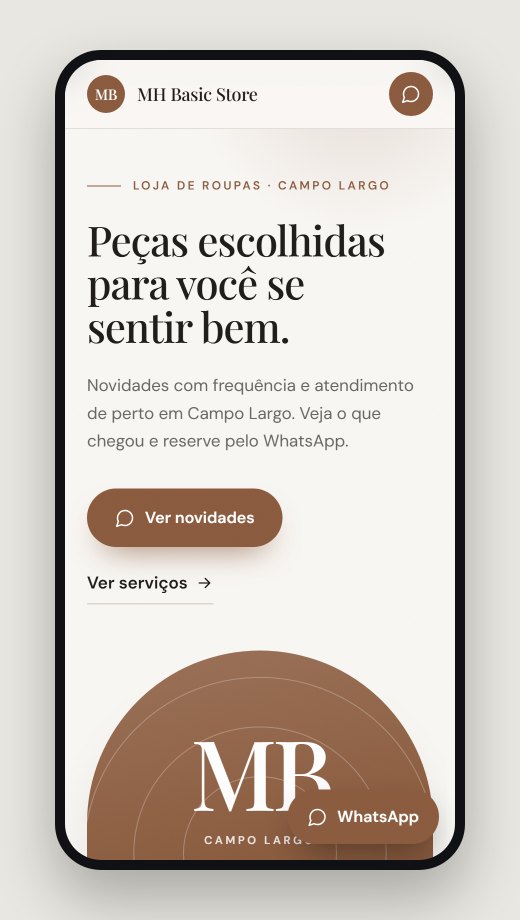 MB MH Basic Store
LOJA DE ROUPAS · CAMPO LARGO
Peças escolhidas
para você se
sentir bem.
Novidades com frequência e atendimento
de perto em Campo Largo. Veja o que
chegou e reserve pelo WhatsApp.
Ver novidades
Ver serviços →
MB
WhatsApp
CAMPO LARGO